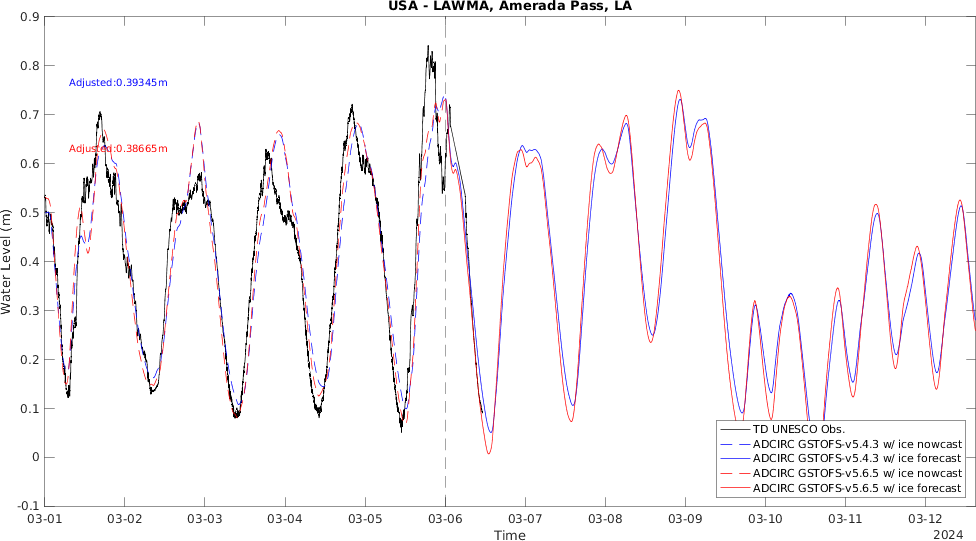 USA - LAWMA, Amerada Pass, LA
0.9
0.8
Adjusted:0.39345m
0.7
Adjusted:0.38665m
0.6
0.5
Water Level (m)
0.4
0.3
0.2
0.1
TD UNESCO Obs.
ADCIRC GSTOFS-v5.4.3 w/ ice nowcast
0
ADCIRC GSTOFS-v5.4.3 w/ ice forecast
ADCIRC GSTOFS-v5.6.5 w/ ice nowcast
ADCIRC GSTOFS-v5.6.5 w/ ice forecast
-0.1
03-01 03-02 03-03 03-04 03-05 03-06 03-07 03-08 03-09 03-10 03-11 03-12
Time
2024